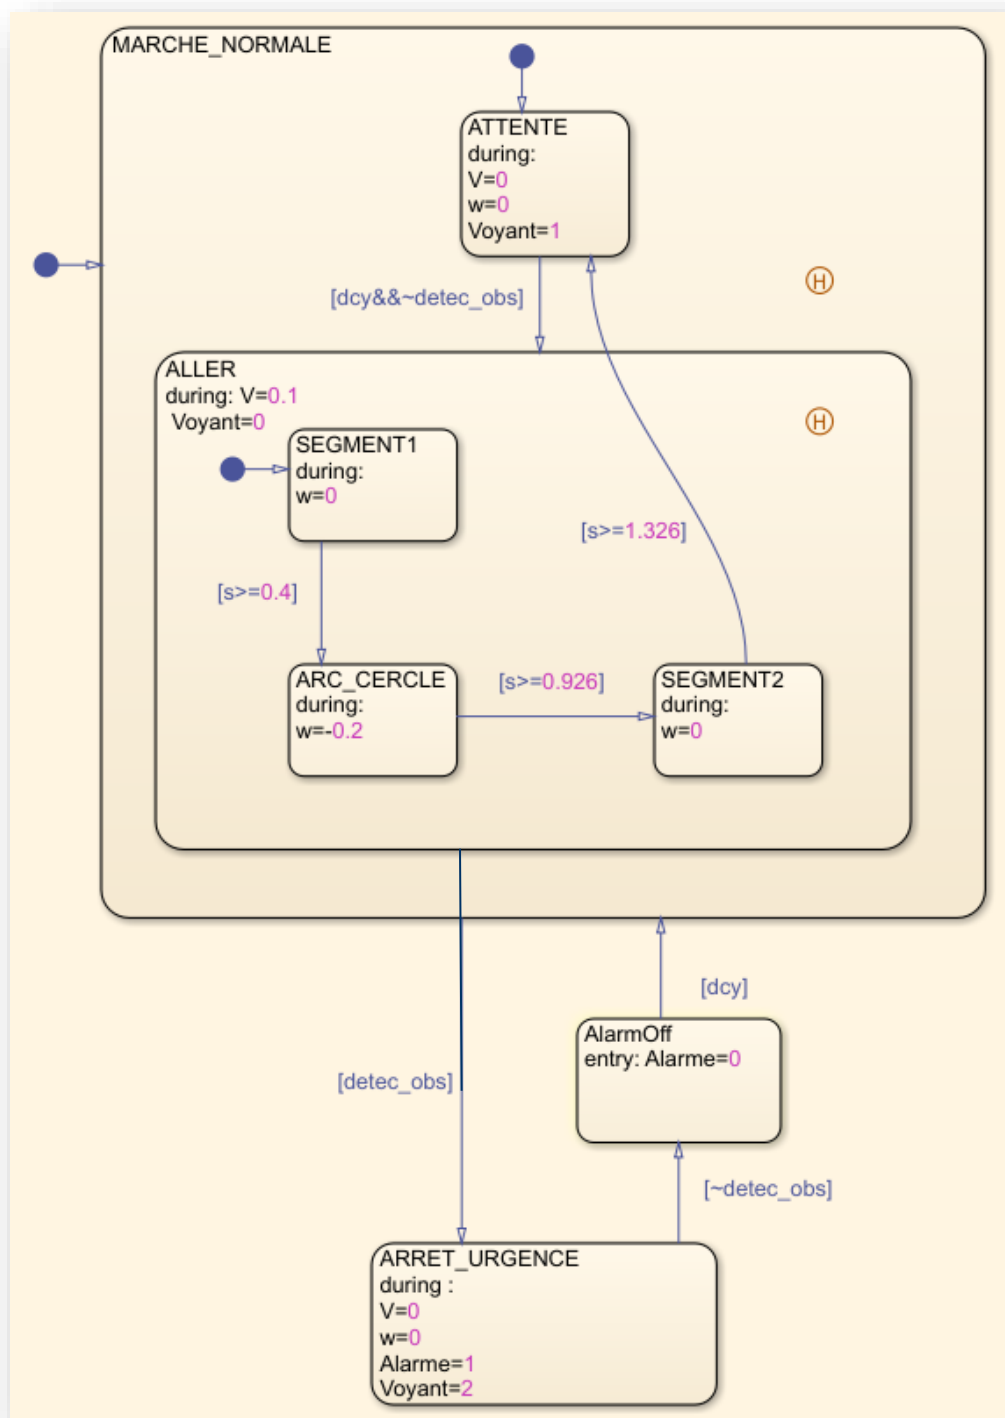 MARCHE_NORMALE
ATTENTE
during:
V=0
w=0
Voyant=1
H
[dcy&&~detec_obs]
ALLER
during: V=0.1
Voyant=0
H
SEGMENT1
during:
w=0
[s>=1.326]
[s>=0.4]
ARC_CERCLE
during:
w=-0.2
[s>=0.926]
SEGMENT2
during:
w=0
[dcy]
AlarmOff
entry: Alarme=0
[detec_obs]
[~detec_obs]
ARRET_URGENCE
during :
V=0
w=0
Alarme=1
Voyant=2